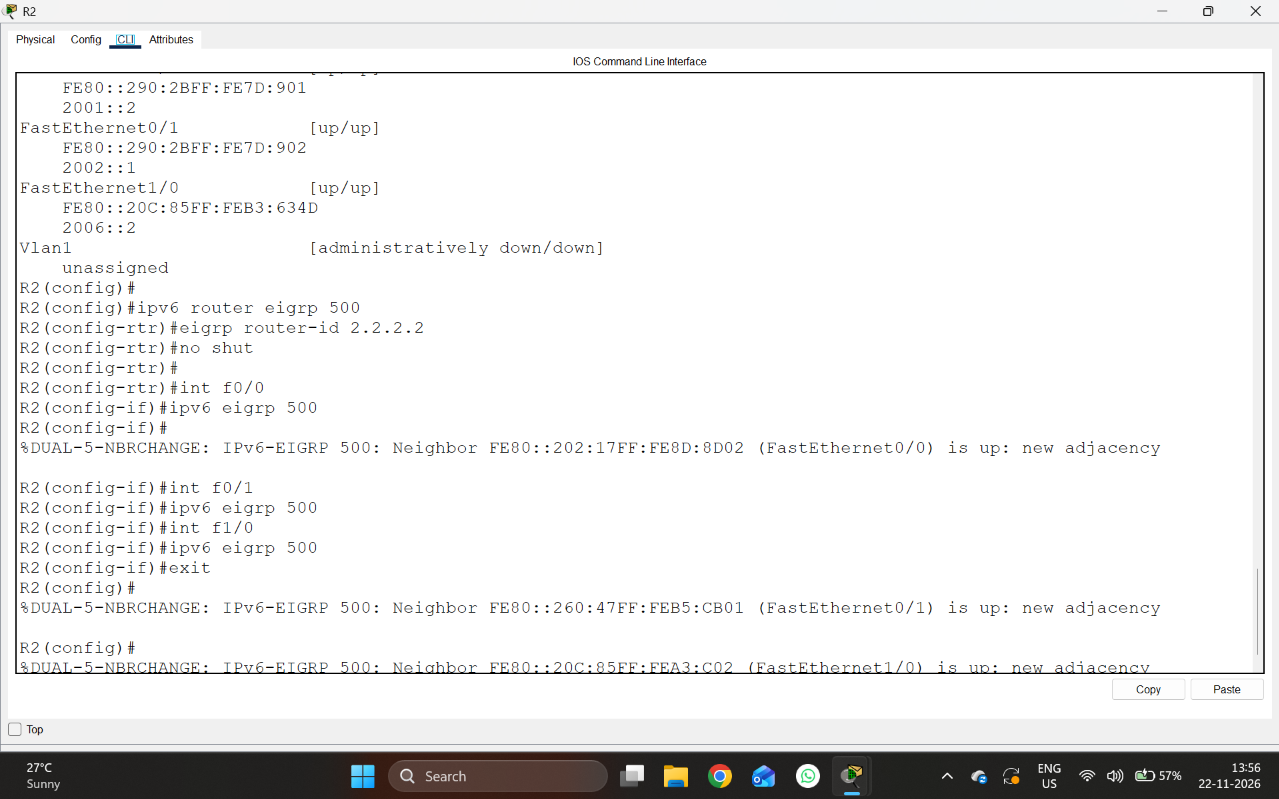 R2
Physical Config CLI Attributes
IOS Command Line Interface
FE80::290:2BFF:FE7D:901
2001::2
FastEthernet0/1 [up/up]
FE80::290:2BFF:FE7D:902
2002::1
FastEthernet1/0 [up/up]
FE80::20C:85FF:FEB3:634D
2006::2
Vlan1 [administratively down/down]
unassigned
R2(config)#
R2(config)#ipv6 router eigrp 500
R2(config-rtr)#eigrp router-id 2.2.2.2
R2(config-rtr)#no shut
R2(config-rtr)#
R2(config-rtr)#int f0/0
R2(config-if)#ipv6 eigrp 500
R2(config-if)#
%DUAL-5-NBRCHANGE: IPv6-EIGRP 500: Neighbor FE80::202:17FF:FE8D:8D02 (FastEthernet0/0) is up: new adjacency
R2(config-if)#int f0/1
R2(config-if)#ipv6 eigrp 500
R2(config-if)#int f1/0
R2(config-if)#ipv6 eigrp 500
R2(config-if)#exit
R2(config)#
%DUAL-5-NBRCHANGE: IPv6-EIGRP 500: Neighbor FE80::260:47FF:FEB5:CB01 (FastEthernet0/1) is up: new adjacency
R2(config)#
%DUAL-5-NBRCHANGE: IPv6-EIGRP 500: Neighbor FE80::20C:85FF:FEA3:C02 (FastEthernet1/0) is up: new adjacency
Copy Paste
Top
27°C
Sunny
Search
ENG
US
57%
13:56
22-11-2026